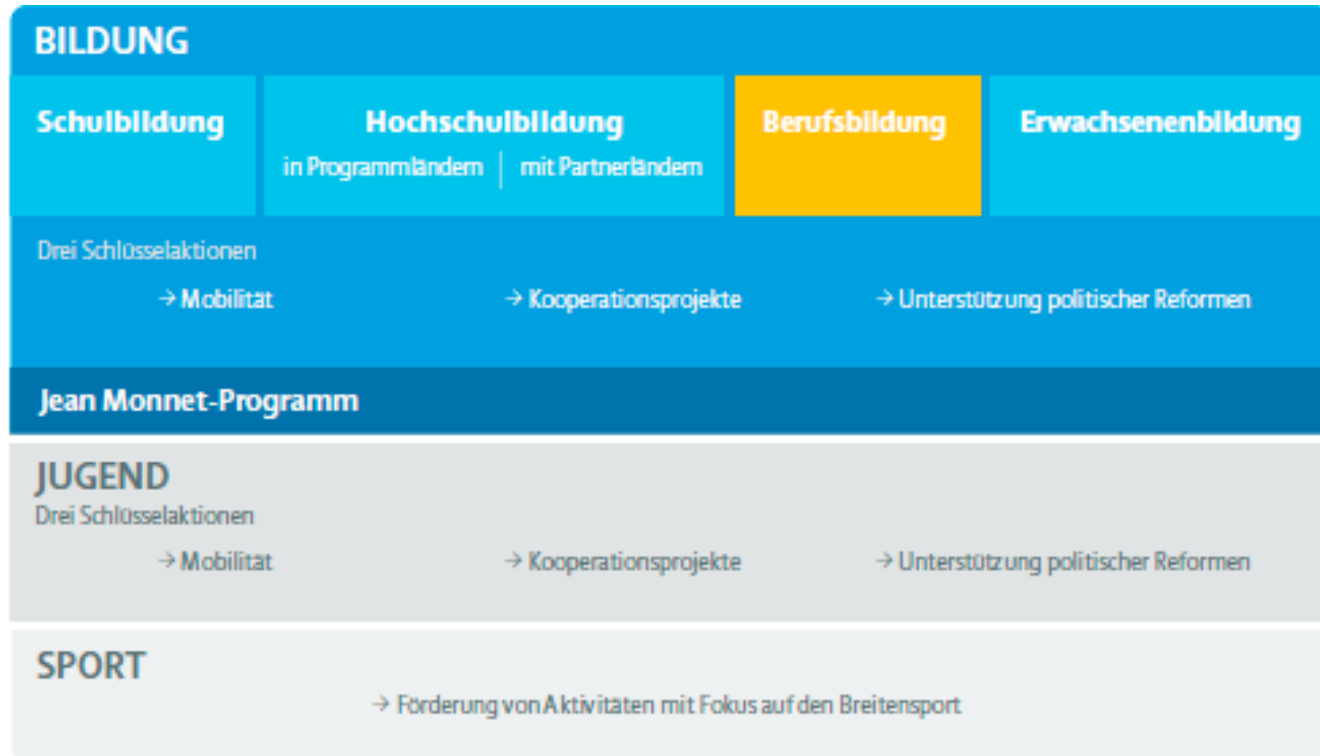 BILDUNG
Schulbildung
Hochschulbildung
in Programmländern | mit Partnerländern
Berufsbildung
Erwachsenenbildung
Drei Schlüsselaktionen
→ Mobilität → Kooperationsprojekte → Unterstützung politischer Reformen
Jean Monnet-Programm
JUGEND
Drei Schlüsselaktionen
→ Mobilität → Kooperationsprojekte → Unterstützung politischer Reformen
SPORT
→ Förderung von Aktivitäten mit Fokus auf den Breitensport